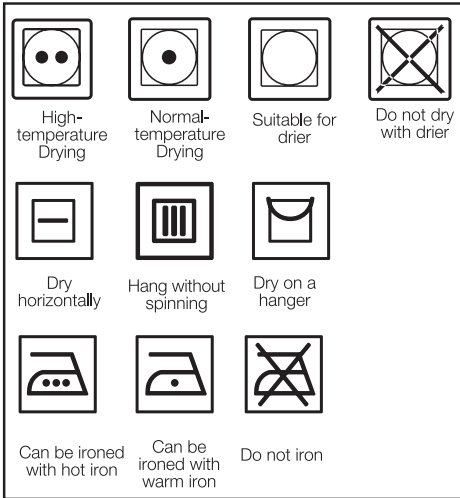 High-
temperature
Drying
Normal-
temperature
Drying
Suitable for
drier
Do not dry
with drier
Dry
horizontally
Hang without
spinning
Dry on a
hanger
Can be ironed
with hot iron
Can be
ironed with
warm iron
Do not iron